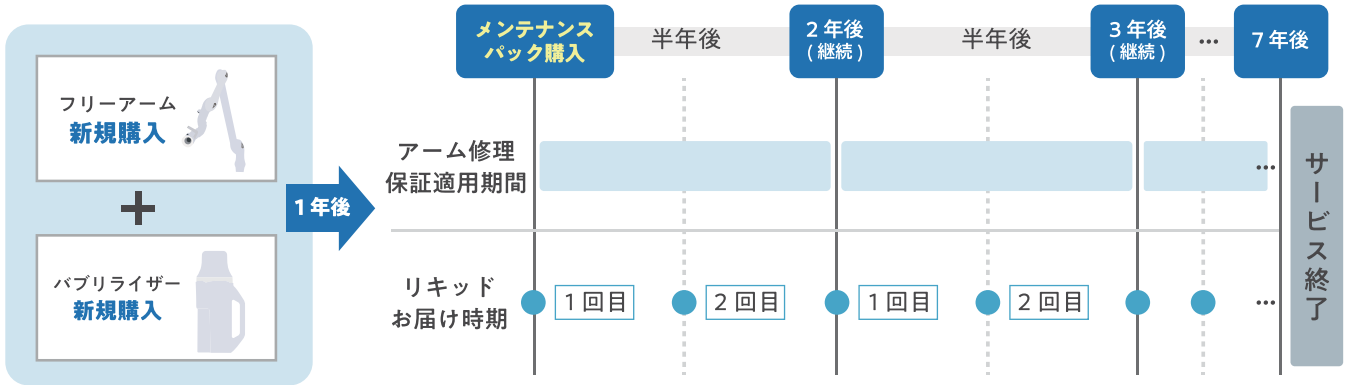 フリーアーム
新規購入
+
バブリライザー
新規購入
1年後
メンテナンス
パック購入
半年後
2年後
(継続)
半年後
3年後
(継続)
…
7年後
アーム修理
保証適用期間
…
リキッド
お届け時期
1回目
2回目
1回目
2回目
…
サービス終了